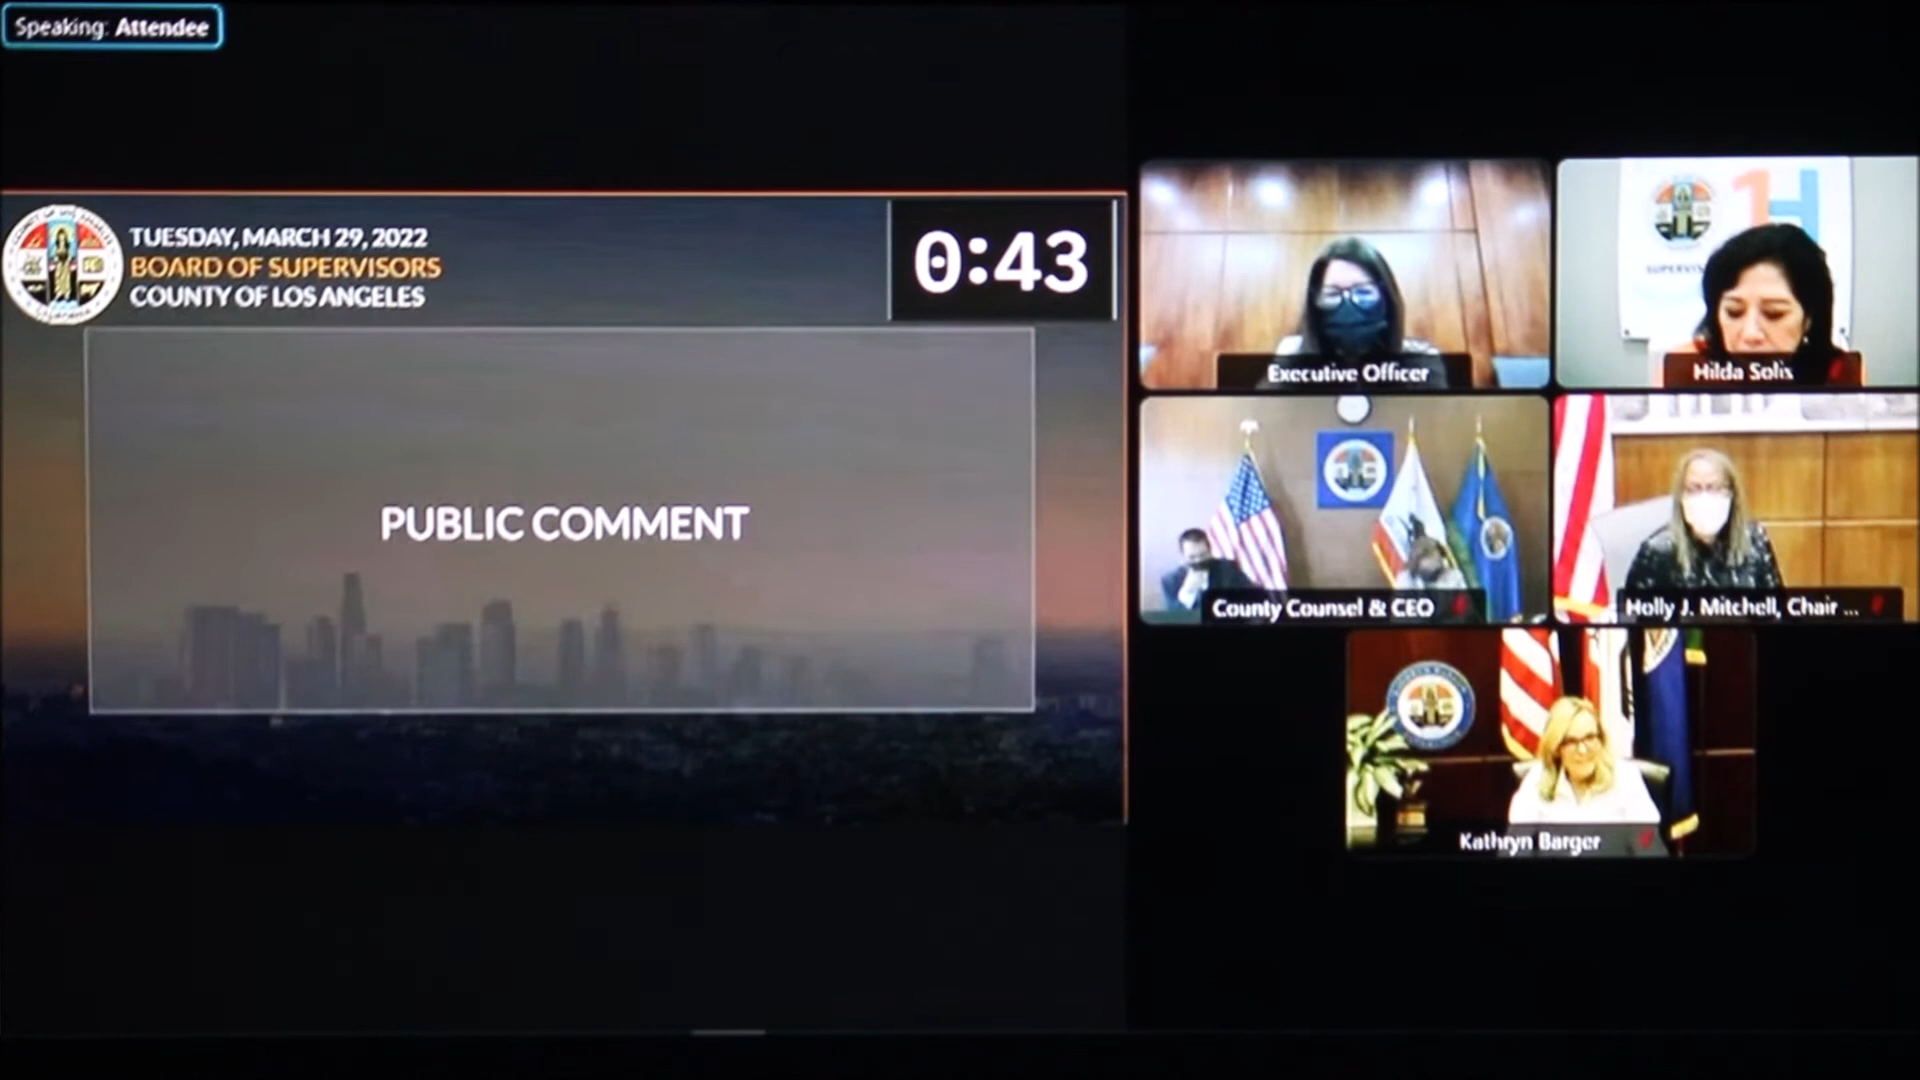 Speaking: Attendee
TUESDAY, MARCH 29, 2022
BOARD OF SUPERVISORS
COUNTY OF LOS ANGELES
0:43
PUBLIC COMMENT
Executive Officer
Hilda Solis
County Counsel & CEO
Holly J. Mitchell, Chair ...
Kathryn Barger